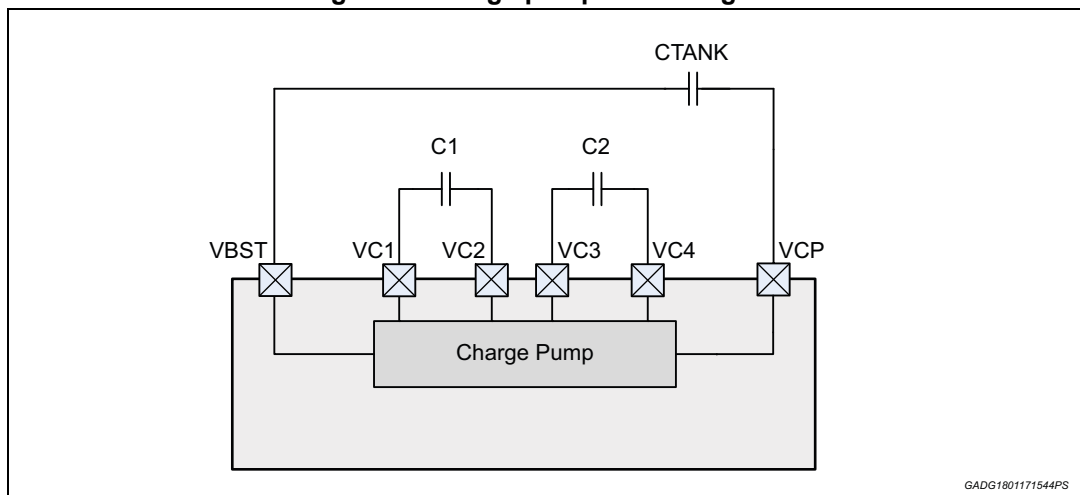 CTANK
C1 C2
VBST VC1 VC2 VC3 VC4 VCP
Charge Pump
GADG1801171544PS